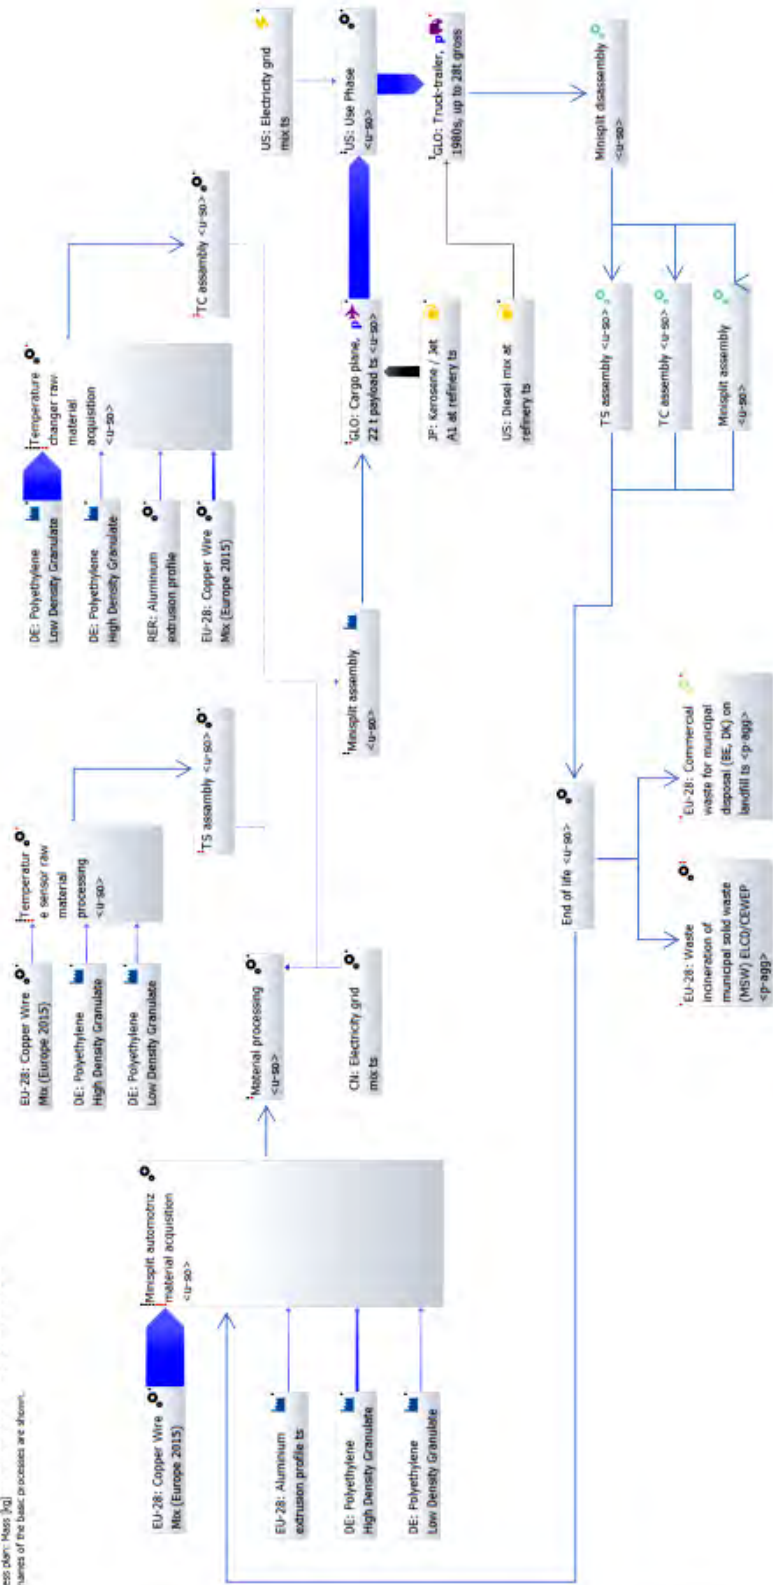 ess plan: Mass [kg]
names of the basic processes are shown.
EU-28: Copper Wire
Mix (Europe 2015)
EU-28: Aluminium
extrusion profile ts
DE: Polyethylene
High Density Granulate
DE: Polyethylene
Low Density Granulate
Minisplit automotriz
material acquisition
<u-so>
EU-28: Copper Wire
Mix (Europe 2015)
DE: Polyethylene
High Density Granulate
DE: Polyethylene
Low Density Granulate
Temperatur
e sensor raw
material
processing
<u-so>
Material processing
<u-so>
CN: Electricity grid
mix ts
TS assembly <u-so>
DE: Polyethylene
Low Density Granulate
DE: Polyethylene
High Density Granulate
RER: Aluminium
extrusion profile
EU-28: Copper Wire
Mix (Europe 2015)
Temperature
changer raw
material
acquisition
<u-so>
TC assembly <u-so>
Minisplit assembly
<u-so>
GLO: Cargo plane,
22 t payload ts <u-so>
JP: Kerosene / Jet
A1 at refinery ts
US: Diesel mix at
refinery ts
US: Electricity grid
mix ts
US: Use Phase
<u-so>
GLO: Truck-trailer,
1980s, up to 28t gross
Minisplit disassembly
<u-so>
TS assembly <u-so>
TC assembly <u-so>
Minisplit assembly
<u-so>
End of life <u-so>
EU-28: Waste
incineration of
municipal solid waste
(MSW) ELCD/CEWEP
<p-agg>
EU-28: Commercial
waste for municipal
disposal (BE, DK) on
landfill ts <p-agg>